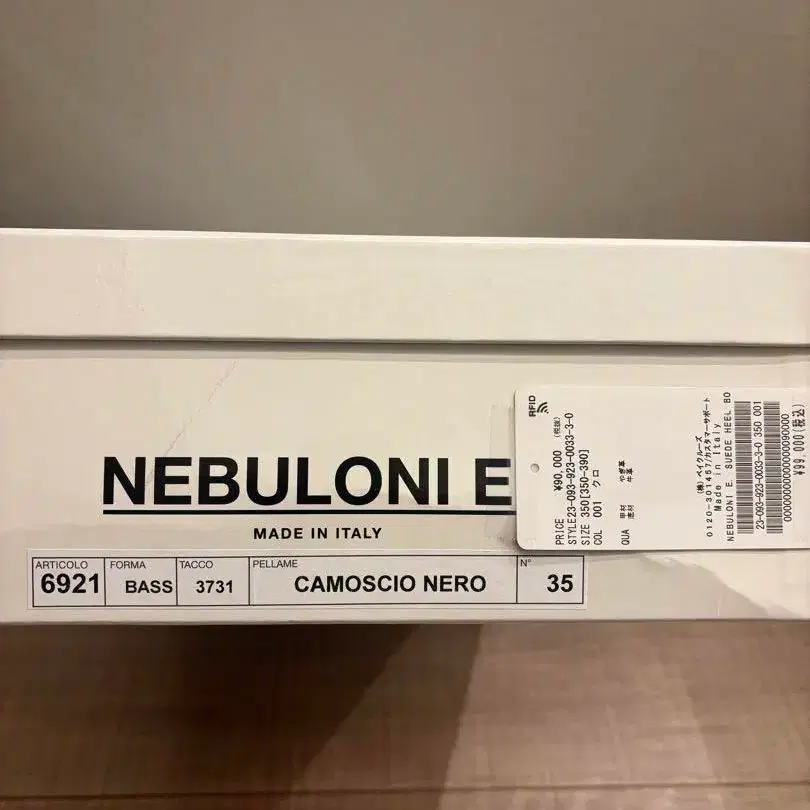 NEBULONI E
MADE IN ITALY
ARTICOLO
6921
FORMA
BASS
TACCO
3731
PELLAME
CAMOSCIO NERO
N°
35
RFID
PRICE ¥90,000 (税抜)
STYLE23-093-923-0033-3-0
SIZE 350[350-390]
COL 001 クロ
QUA 甲材 やぎ革
底材 牛革
(株)ベイクルーズ
0120-301457/カスタマーサポート
Made in Italy
NEBULONI E. SUEDE HEEL BO
23-093-923-0033-3-0 350 001
¥99,000(税込)